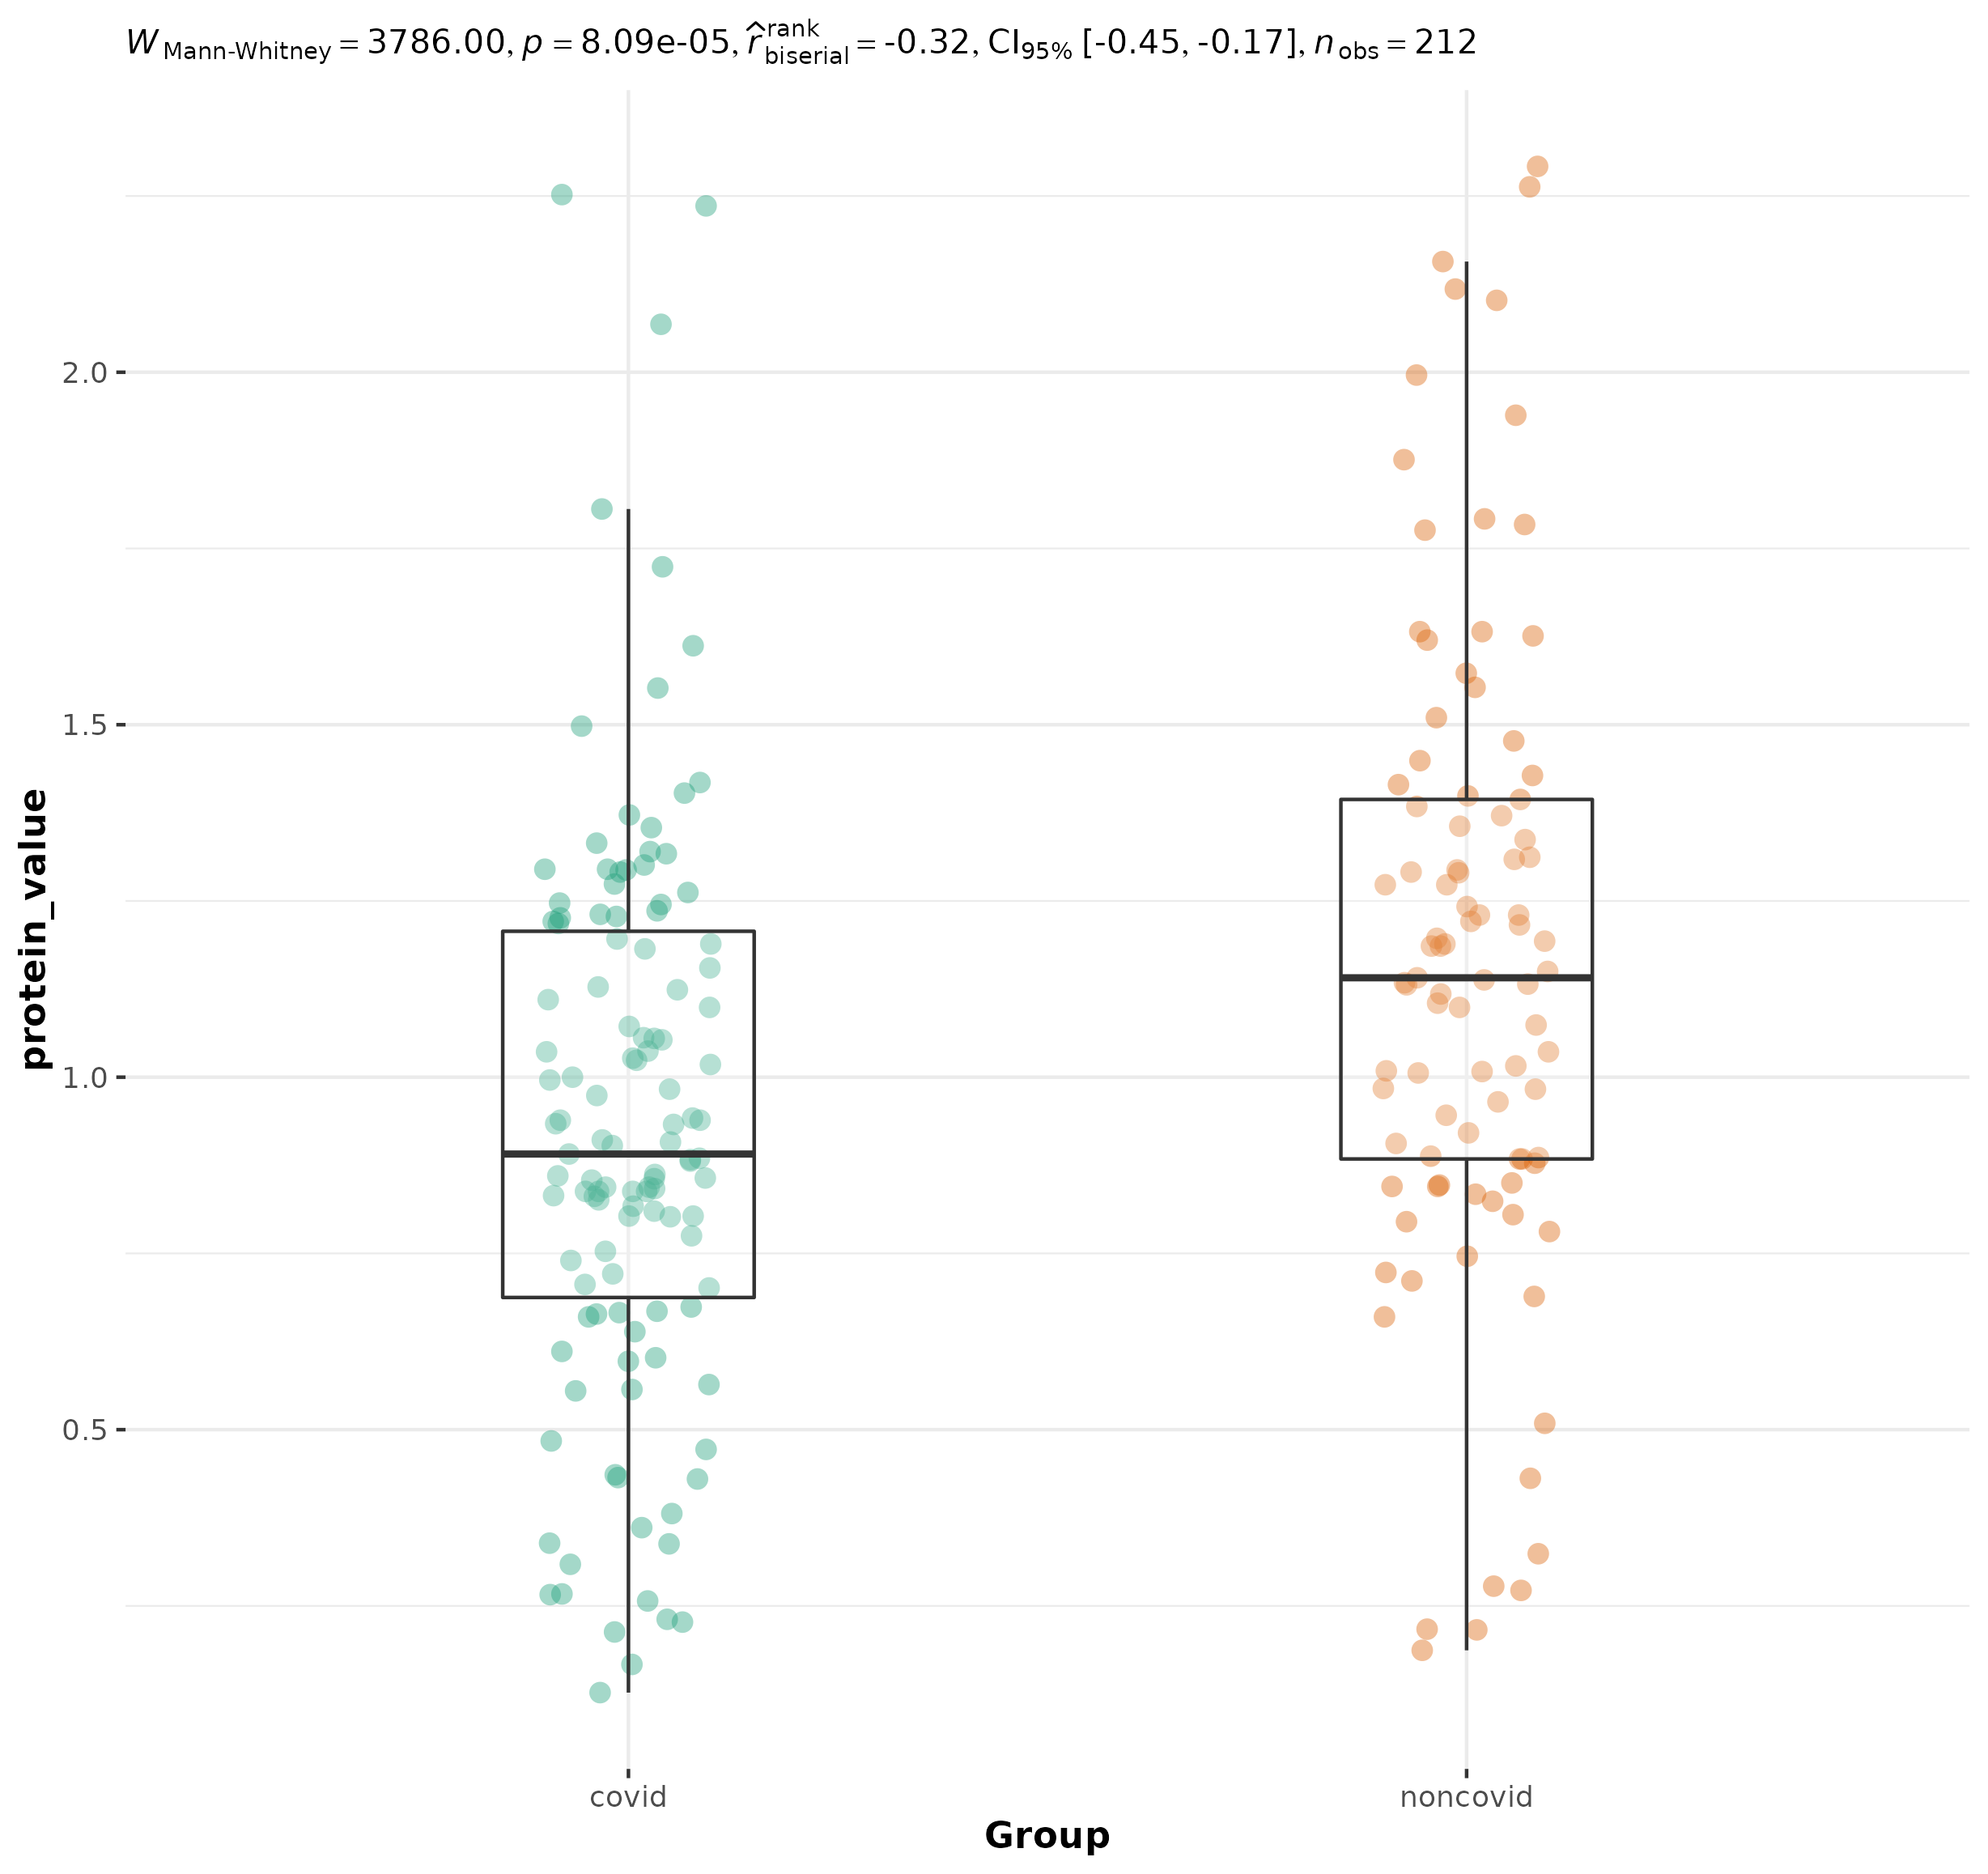 W Mann-Whitney = 3786.00, p = 8.09e-05, r̂ rank biserial = -0.32, CI95% [-0.45, -0.17], n obs = 212
protein_value
2.0
1.5
1.0
0.5
covid
noncovid
Group